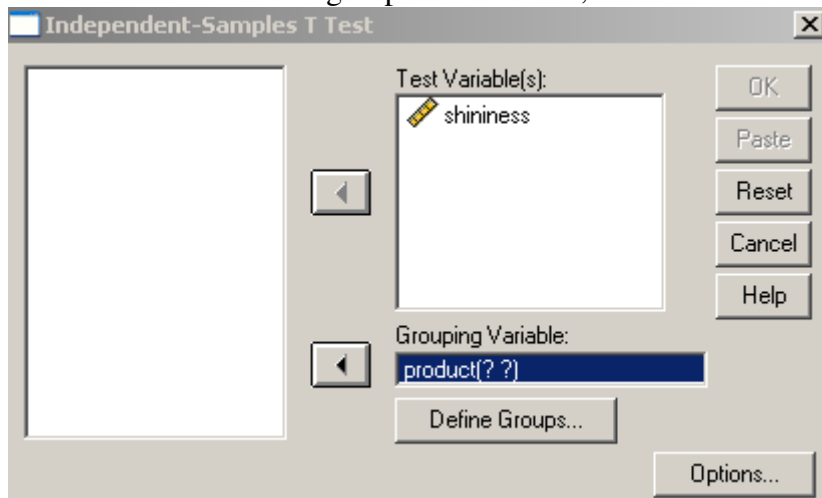 Independent-Samples T Test
Test Variable(s):
shininess
OK
Paste
Reset
Cancel
Help
Grouping Variable:
product(? ?)
Define Groups...
Options...